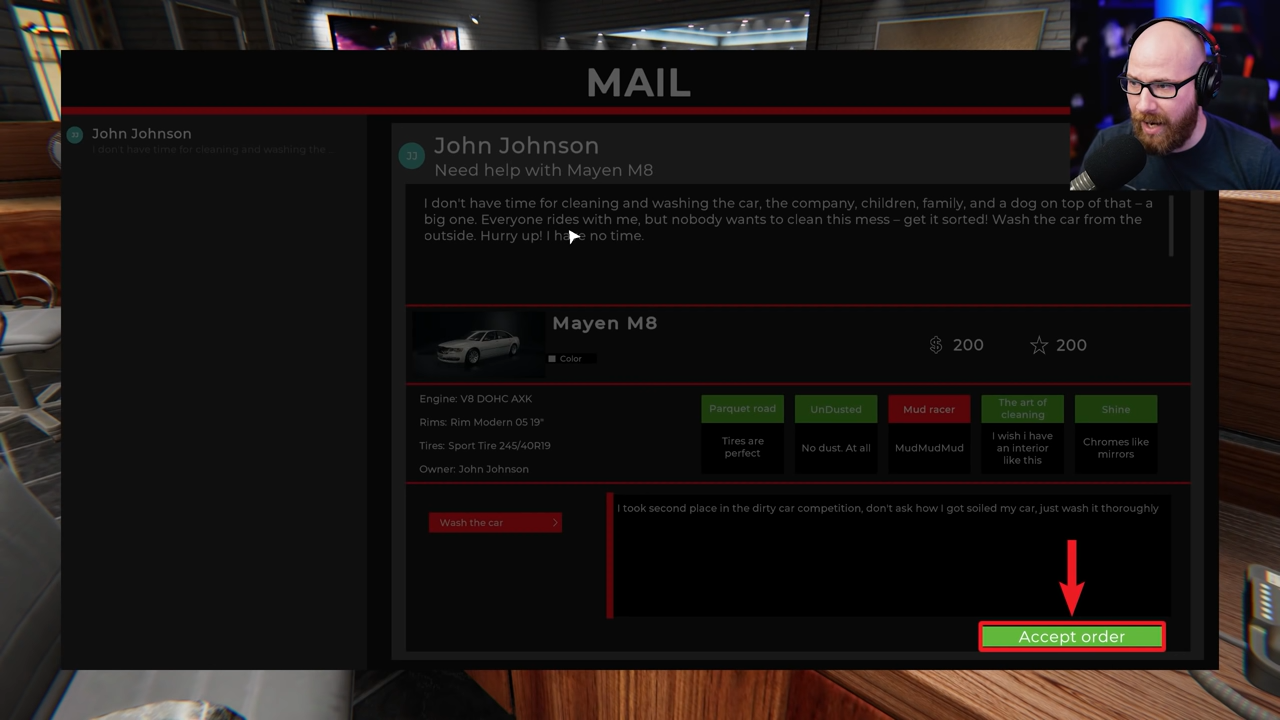 MAIL
JJ
John Johnson
I don't have time for cleaning and washing the ...
JJ
John Johnson
Need help with Mayen M8
I don't have time for cleaning and washing the car, the company, children, family, and a dog on top of that – a
big one. Everyone rides with me, but nobody wants to clean this mess – get it sorted! Wash the car from the
outside. Hurry up! I have no time.
Mayen M8
Color
$ 200
200
Engine: V8 DOHC AXK
Rims: Rim Modern 05 19"
Tires: Sport Tire 245/40R19
Owner: John Johnson
Parquet road
Tires are
perfect
UnDusted
No dust. At all
Mud racer
MudMudMud
The art of
cleaning
I wish i have
an interior
like this
Shine
Chromes like
mirrors
Wash the car
I took second place in the dirty car competition, don't ask how I got soiled my car, just wash it thoroughly
Accept order